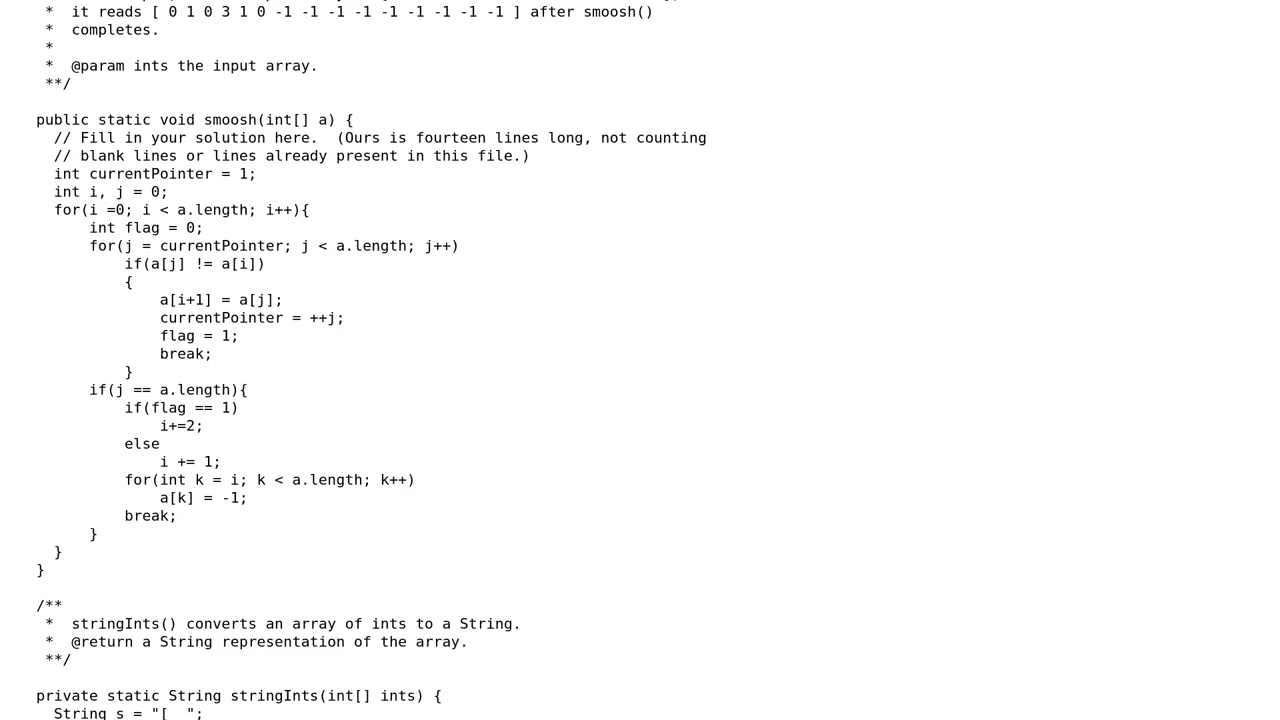 *  it reads [ 0 1 0 3 1 0 -1 -1 -1 -1 -1 -1 -1 -1 -1 ] after smoosh()
*  completes.
*
*  @param ints the input array.
**/
public static void smoosh(int[] a) {
// Fill in your solution here.  (Ours is fourteen lines long, not counting
// blank lines or lines already present in this file.)
int currentPointer = 1;
int i, j = 0;
for(i =0; i < a.length; i++){
int flag = 0;
for(j = currentPointer; j < a.length; j++)
if(a[j] != a[i])
{
a[i+1] = a[j];
currentPointer = ++j;
flag = 1;
break;
}
if(j == a.length){
if(flag == 1)
i+=2;
else
i += 1;
for(int k = i; k < a.length; k++)
a[k] = -1;
break;
}
}
}
/**
*  stringInts() converts an array of ints to a String.
*  @return a String representation of the array.
**/
private static String stringInts(int[] ints) {
String s = "[  ";